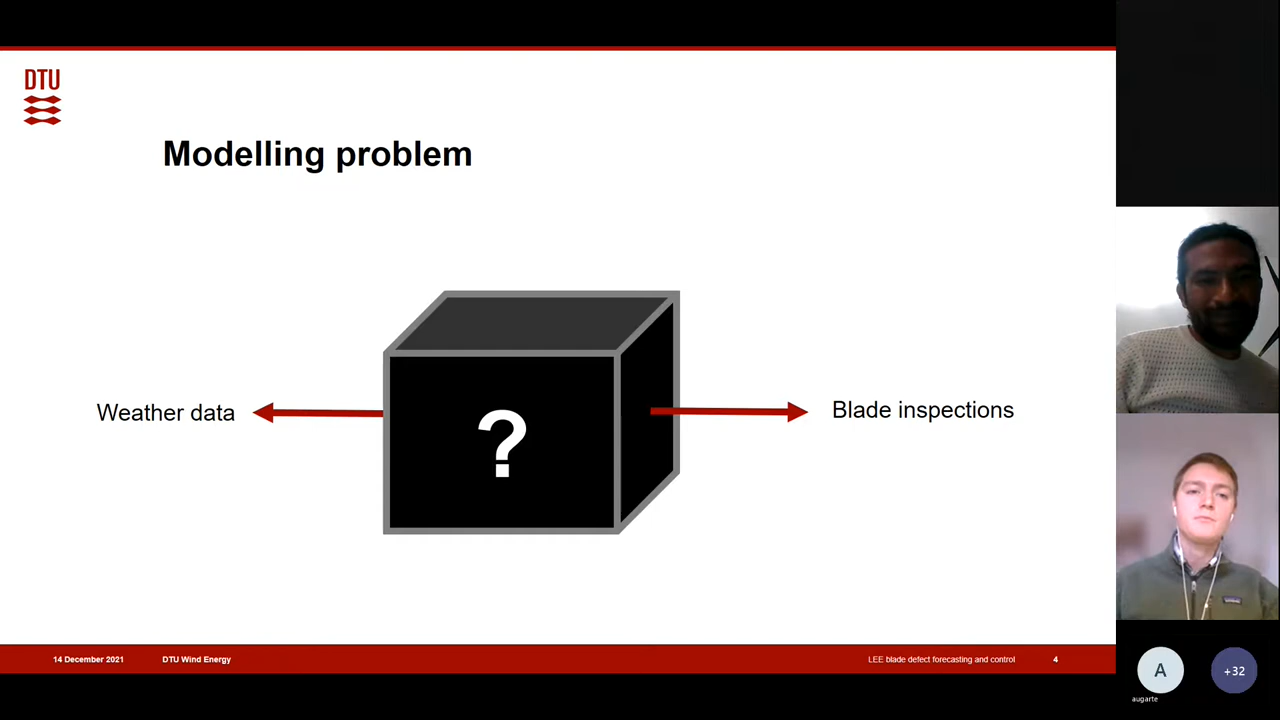 DTU
Modelling problem
Weather data
?
Blade inspections
14 December 2021
DTU Wind Energy
LEE blade defect forecasting and control
4
A
augarte
+32